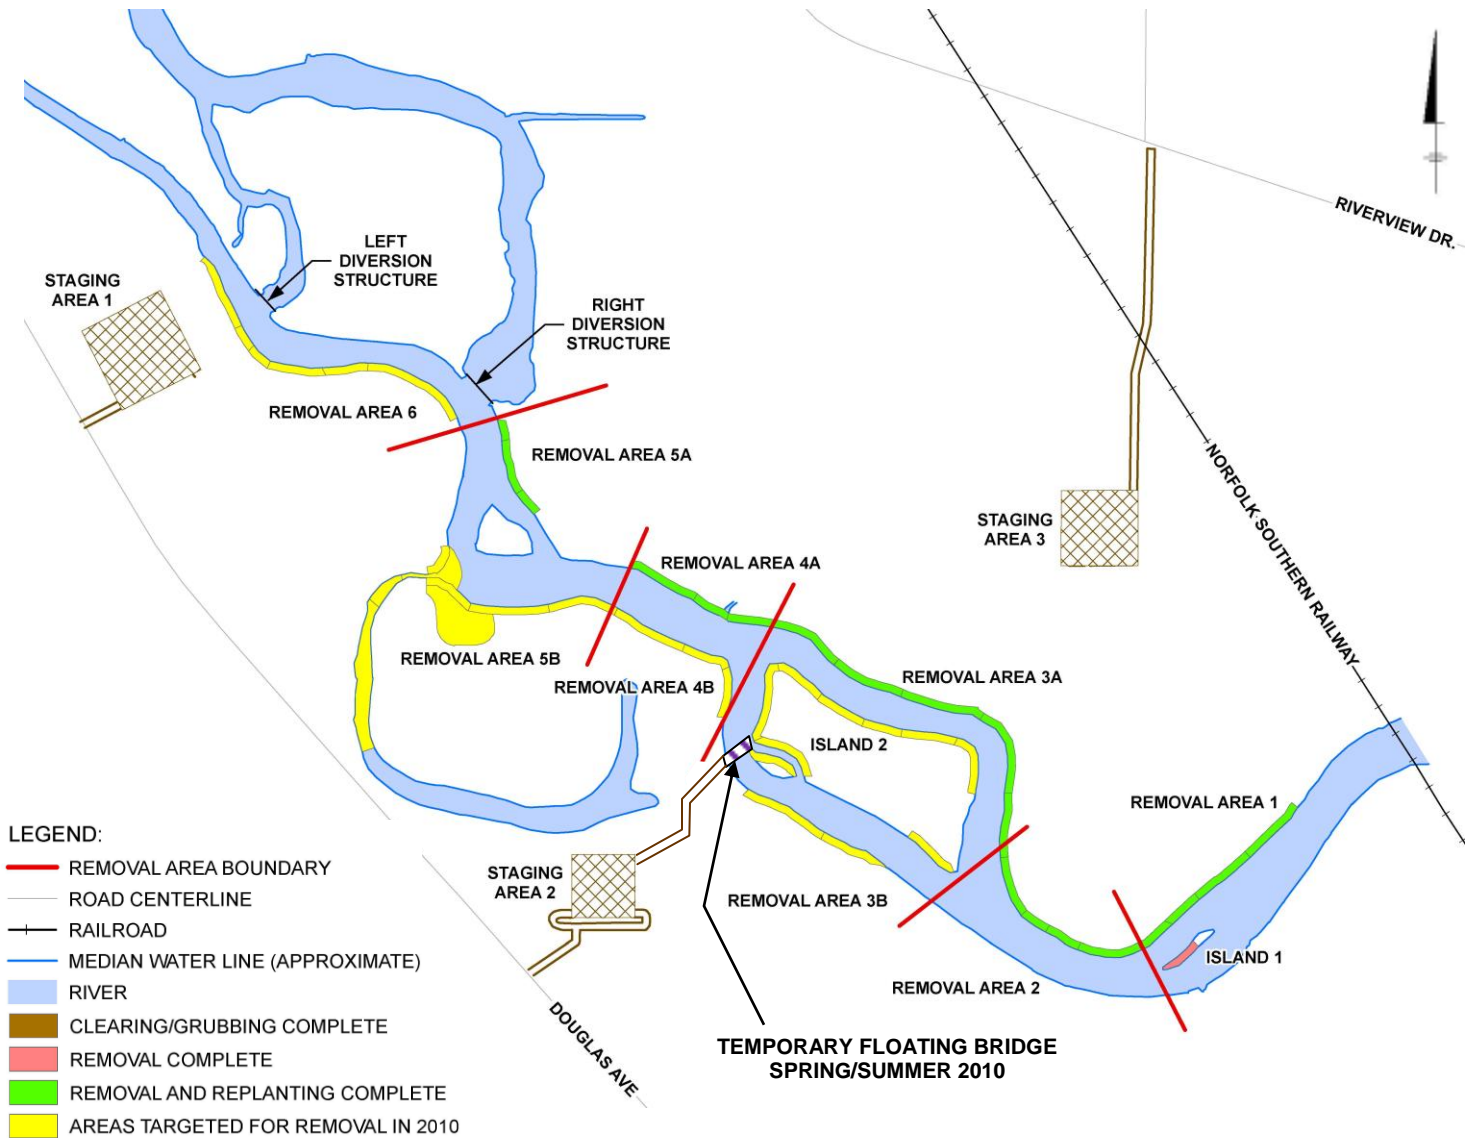 RIVERVIEW DR.
LEFT
DIVERSION
STRUCTURE
STAGING
AREA 1
RIGHT
DIVERSION
STRUCTURE
REMOVAL AREA 6
REMOVAL AREA 5A
NORFOLK SOUTHERN RAILWAY
STAGING
AREA 3
REMOVAL AREA 4A
REMOVAL AREA 5B
REMOVAL AREA 4B
REMOVAL AREA 3A
ISLAND 2
REMOVAL AREA 1
STAGING
AREA 2
REMOVAL AREA 3B
ISLAND 1
REMOVAL AREA 2
DOUGLAS AVE
TEMPORARY FLOATING BRIDGE
SPRING/SUMMER 2010
LEGEND:
REMOVAL AREA BOUNDARY
ROAD CENTERLINE
RAILROAD
MEDIAN WATER LINE (APPROXIMATE)
RIVER
CLEARING/GRUBBING COMPLETE
REMOVAL COMPLETE
REMOVAL AND REPLANTING COMPLETE
AREAS TARGETED FOR REMOVAL IN 2010